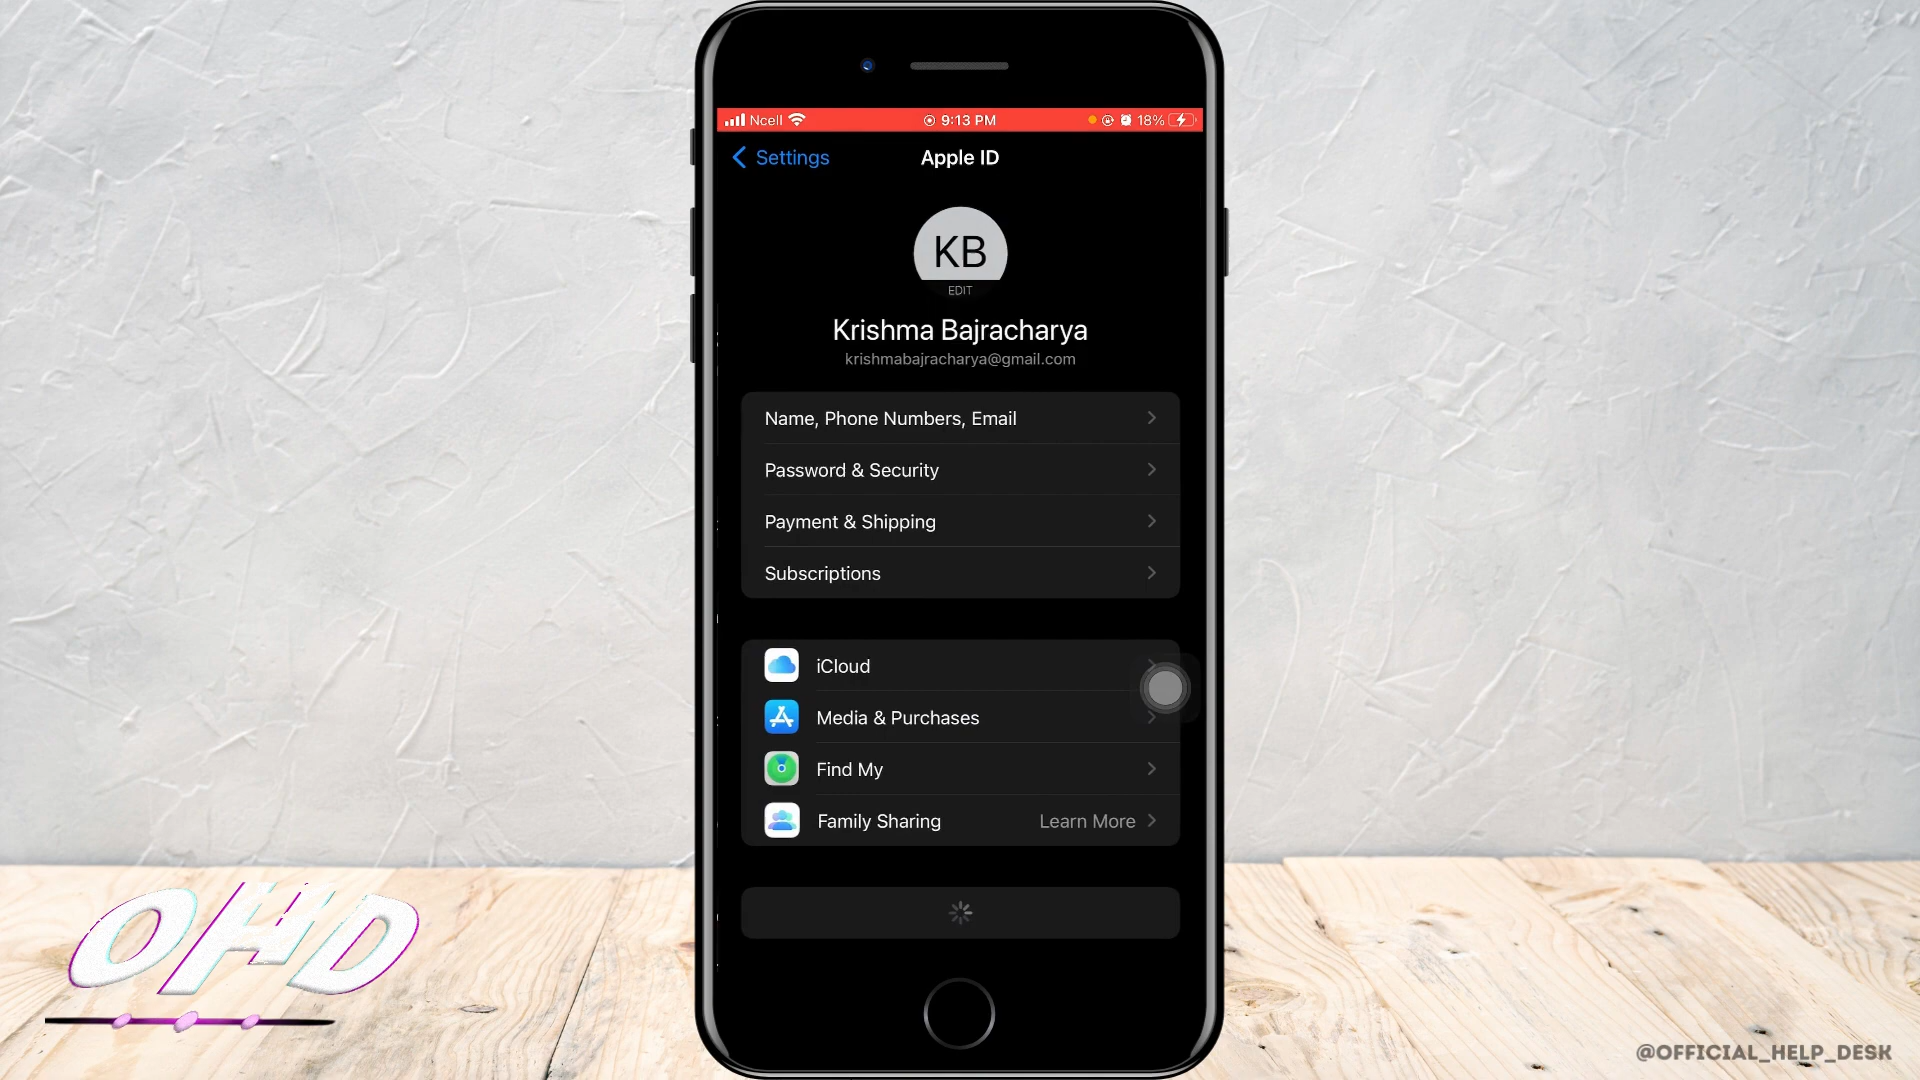 Ncell 9:13 PM 18%
Settings Apple ID
KB
EDIT
Krishma Bajracharya
krishmabajracharya@gmail.com
Name, Phone Numbers, Email
Password & Security
Payment & Shipping
Subscriptions
iCloud
Media & Purchases
Find My
Family Sharing Learn More
OHD
@OFFICIAL_HELP_DESK